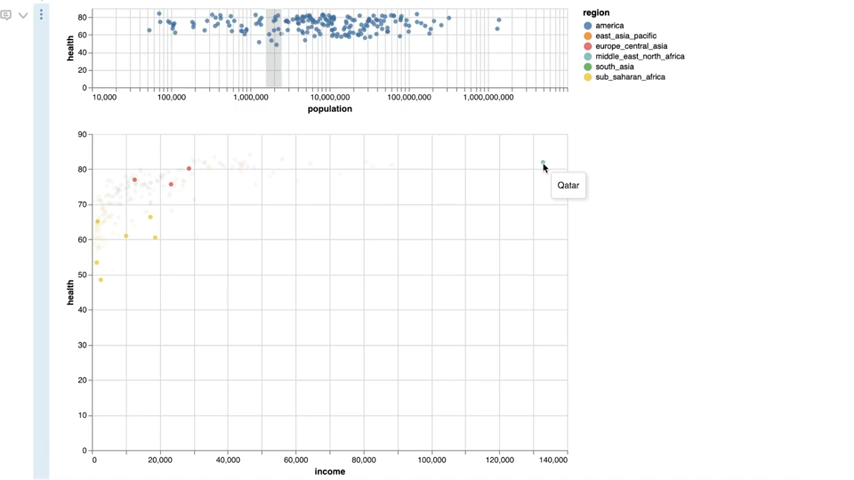 80
60
40
20
0
health
10,000 100,000 1,000,000 10,000,000 100,000,000 1,000,000,000
population
region
america
east_asia_pacific
europe_central_asia
middle_east_north_africa
south_asia
sub_saharan_africa
90
80
70
60
50
40
30
20
10
0
health
Qatar
0 20,000 40,000 60,000 80,000 100,000 120,000 140,000
income